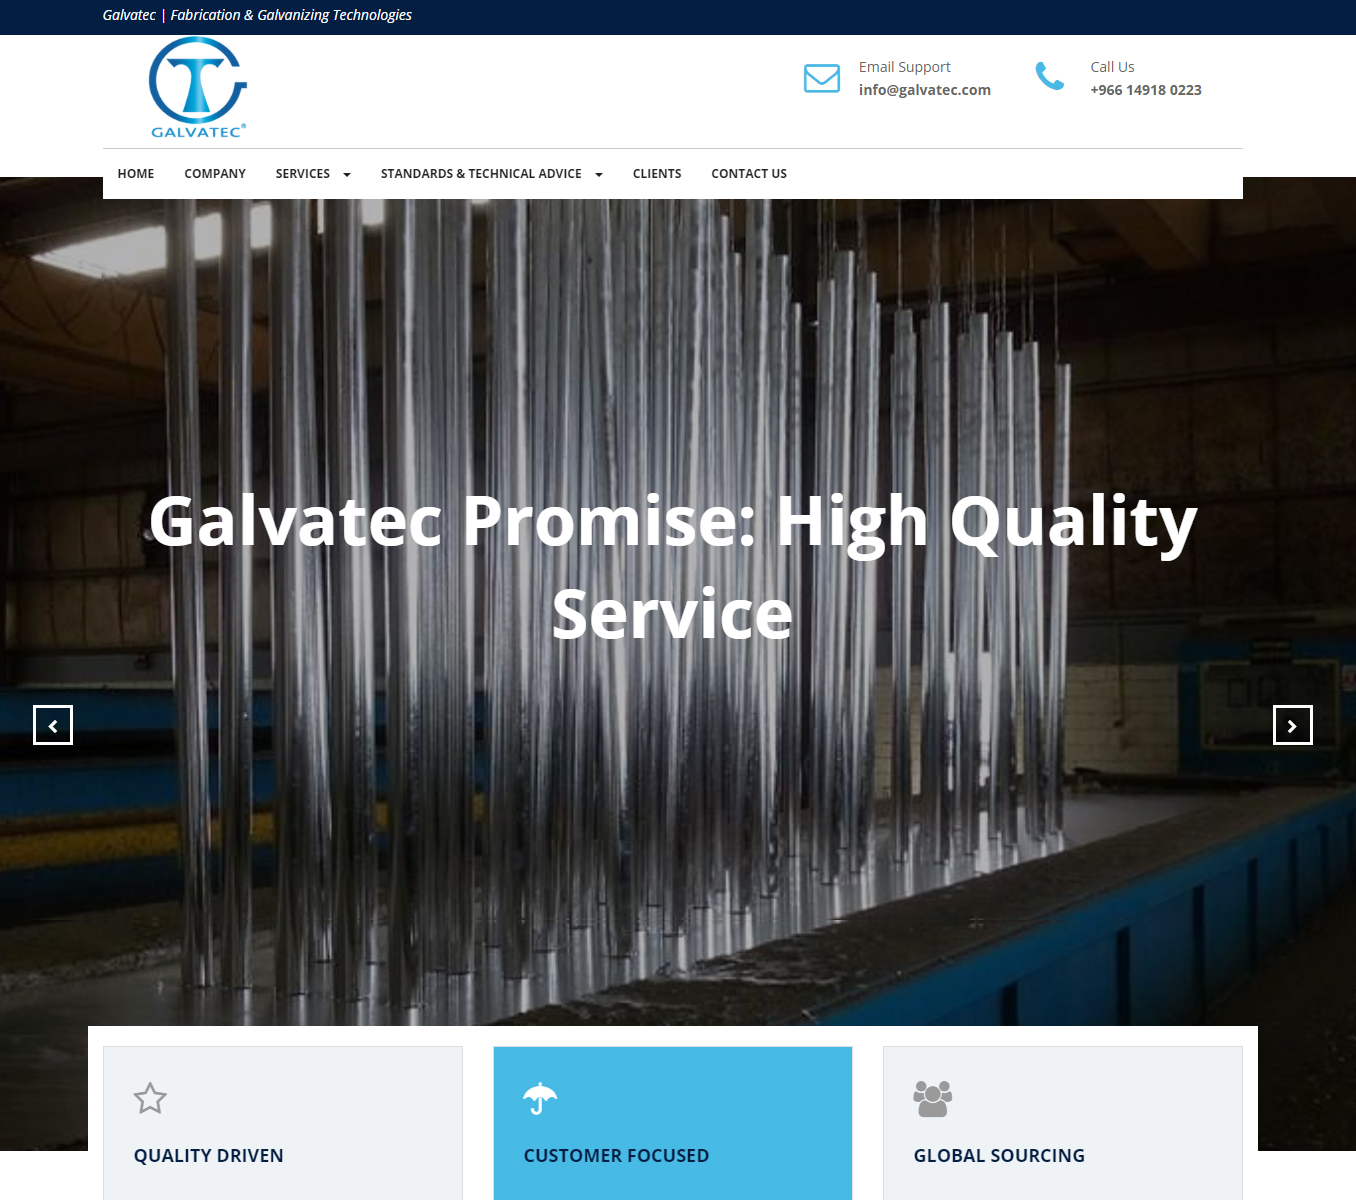 Galvatec | Fabrication & Galvanizing Technologies
GALVATEC®
Email Support
info@galvatec.com
Call Us
+966 14918 0223
HOME COMPANY SERVICES STANDARDS & TECHNICAL ADVICE CLIENTS CONTACT US
Galvatec Promise: High Quality
Service
QUALITY DRIVEN
CUSTOMER FOCUSED
GLOBAL SOURCING